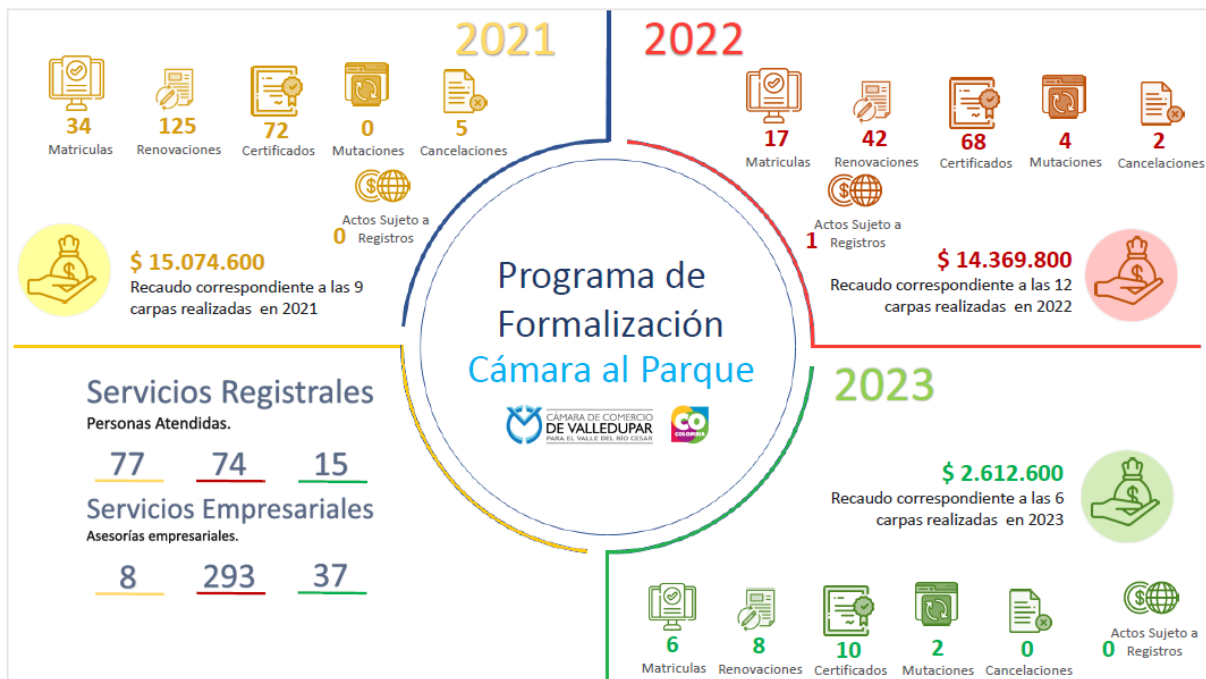 2021
34
Matriculas
125
Renovaciones
72
Certificados
0
Mutaciones
5
Cancelaciones
Actos Sujeto a
0 Registros
$ 15.074.600
Recaudo correspondiente a las 9
carpas realizadas en 2021
2022
17
Matriculas
42
Renovaciones
68
Certificados
4
Mutaciones
2
Cancelaciones
Actos Sujeto a
1 Registros
$ 14.369.800
Recaudo correspondiente a las 12
carpas realizadas en 2022
Programa de
Formalización
Cámara al Parque
CÁMARA DE COMERCIO
DE VALLEDUPAR
PARA EL VALLE DEL RÍO CESAR
CO
COLOMBIA
Servicios Registrales
Personas Atendidas.
77 74 15
Servicios Empresariales
Asesorías empresariales.
8 293 37
2023
$ 2.612.600
Recaudo correspondiente a las 6
carpas realizadas en 2023
6
Matriculas
8
Renovaciones
10
Certificados
2
Mutaciones
0
Cancelaciones
Actos Sujeto a
0 Registros